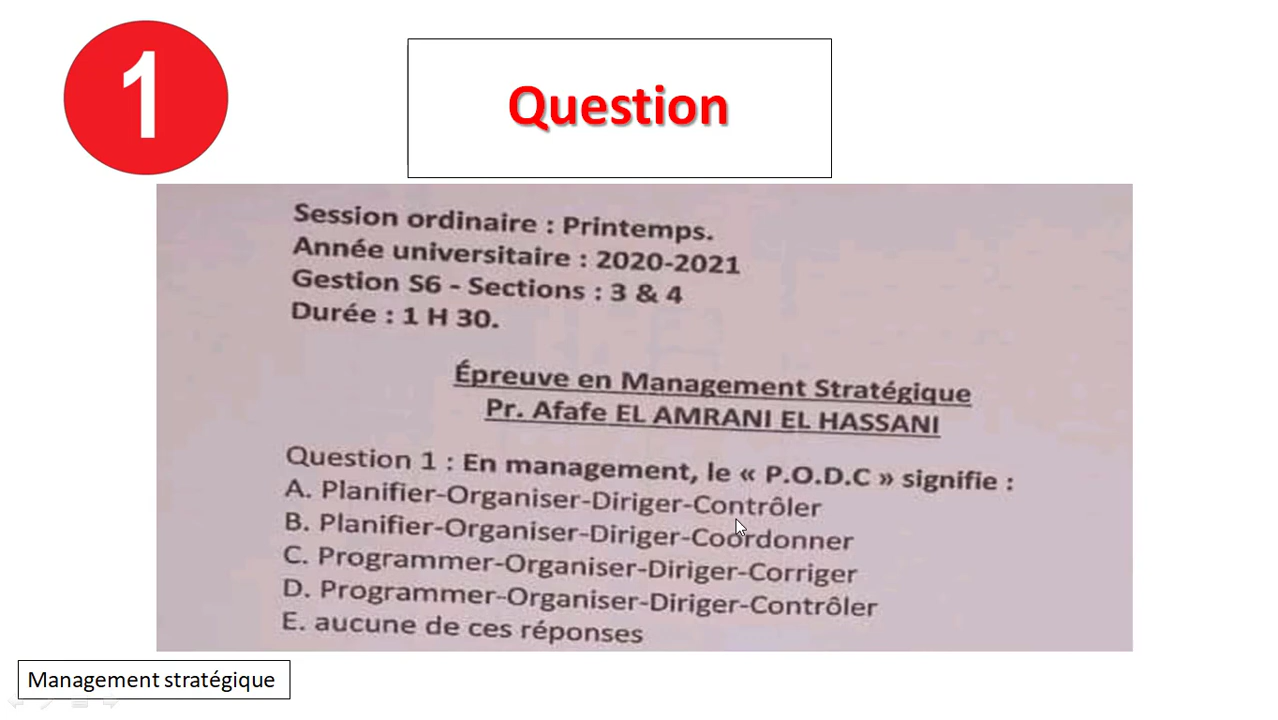 1
Question
Session ordinaire : Printemps.
Année universitaire : 2020-2021
Gestion S6 - Sections : 3 & 4
Durée : 1 H 30.
Épreuve en Management Stratégique
Pr. Afafe EL AMRANI EL HASSANI
Question 1 : En management, le « P.O.D.C » signifie :
A. Planifier-Organiser-Diriger-Contrôler
B. Planifier-Organiser-Diriger-Coordonner
C. Programmer-Organiser-Diriger-Corriger
D. Programmer-Organiser-Diriger-Contrôler
E. aucune de ces réponses
Management stratégique